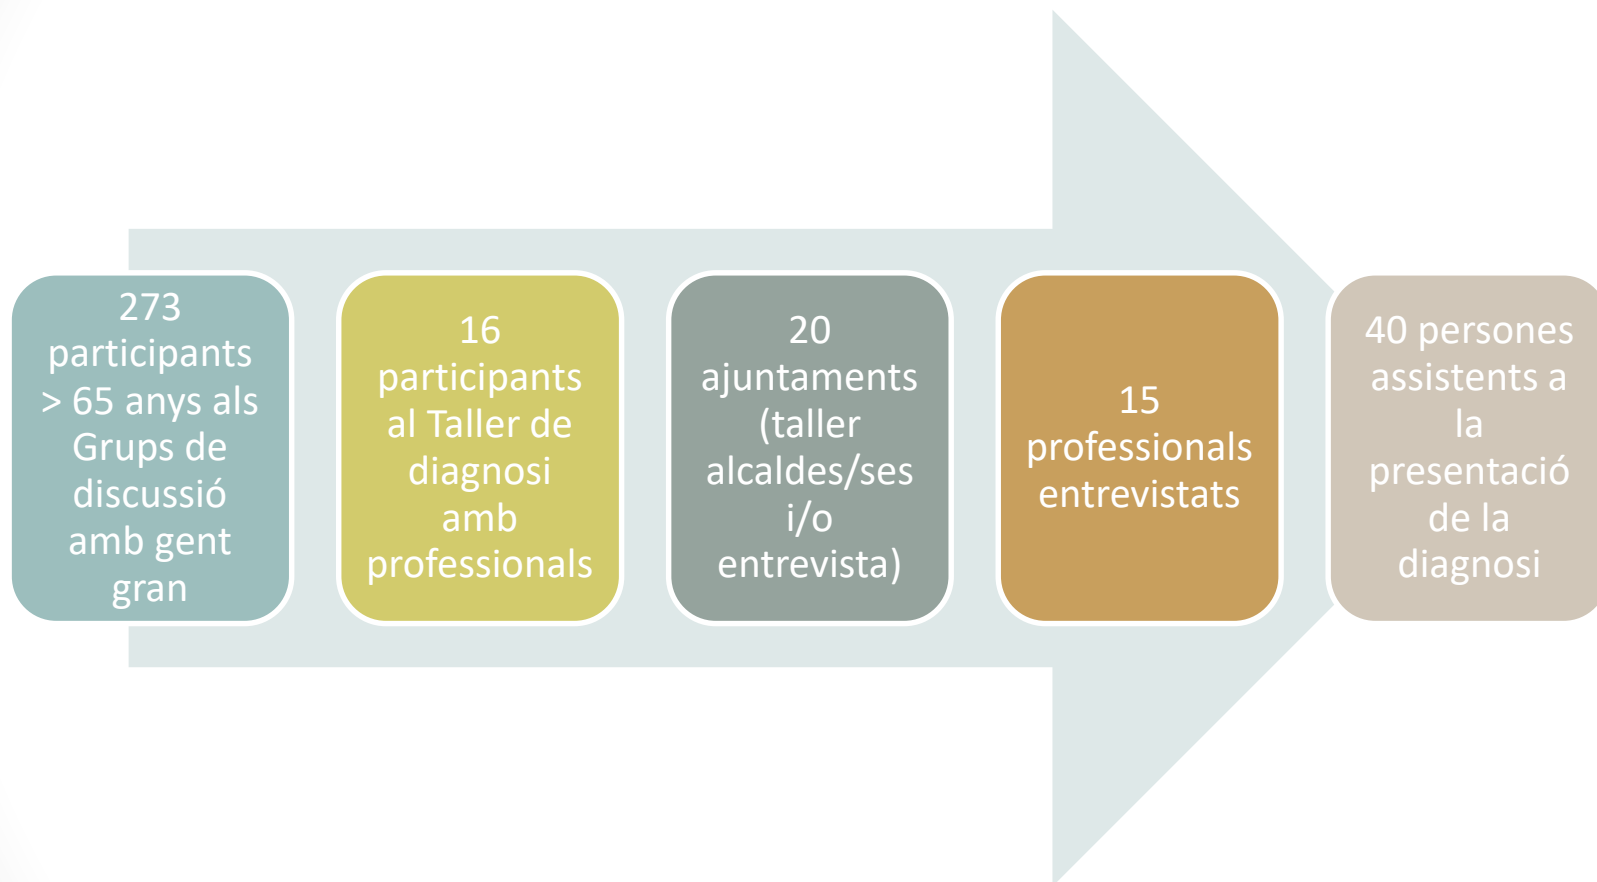 273
participants
> 65 anys als
Grups de
discussió
amb gent
gran
16
participants
al Taller de
diagnosi
amb
professionals
20
ajuntaments
(taller
alcaldes/ses
i/o
entrevista)
15
professionals
entrevistats
40 persones
assistents a
la
presentació
de la
diagnosi